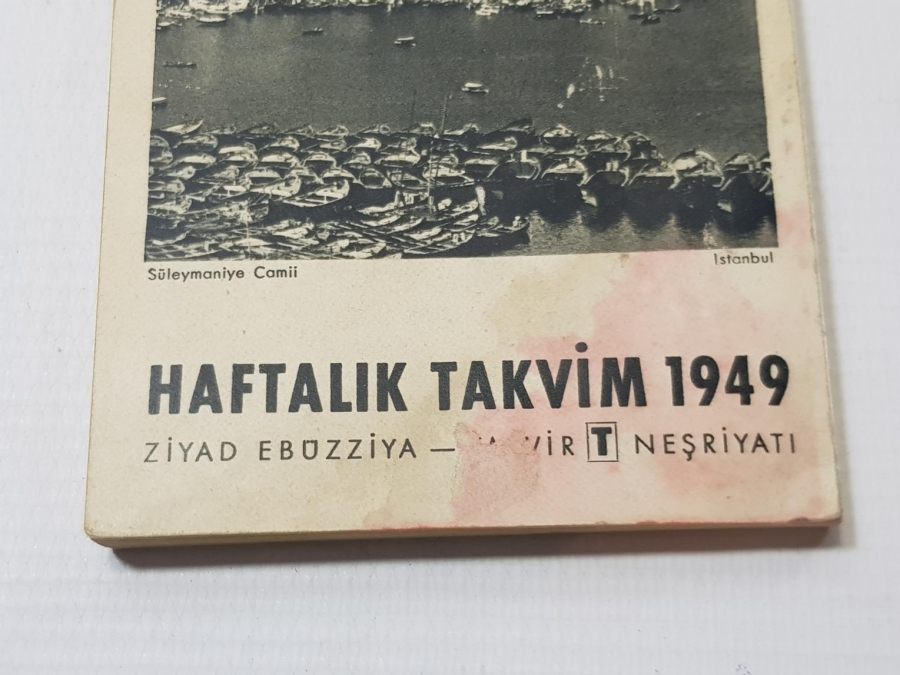 Süleymaniye Camii
Istanbul
HAFTALIK TAKVİM 1949
ZİYAD EBÜZZİYA — T NEŞRİYATI